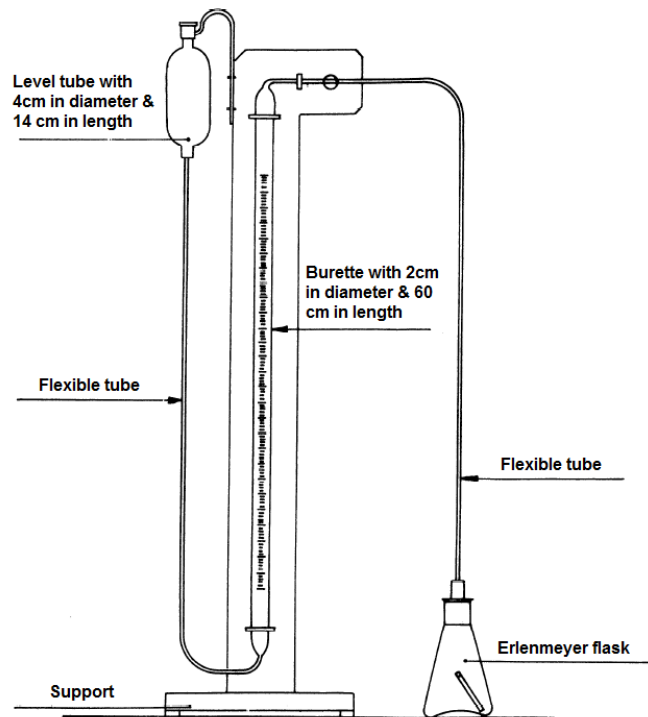 Level tube with
4cm in diameter &
14 cm in length
Burette with 2cm
in diameter & 60
cm in length
Flexible tube
Flexible tube
Erlenmeyer flask
Support